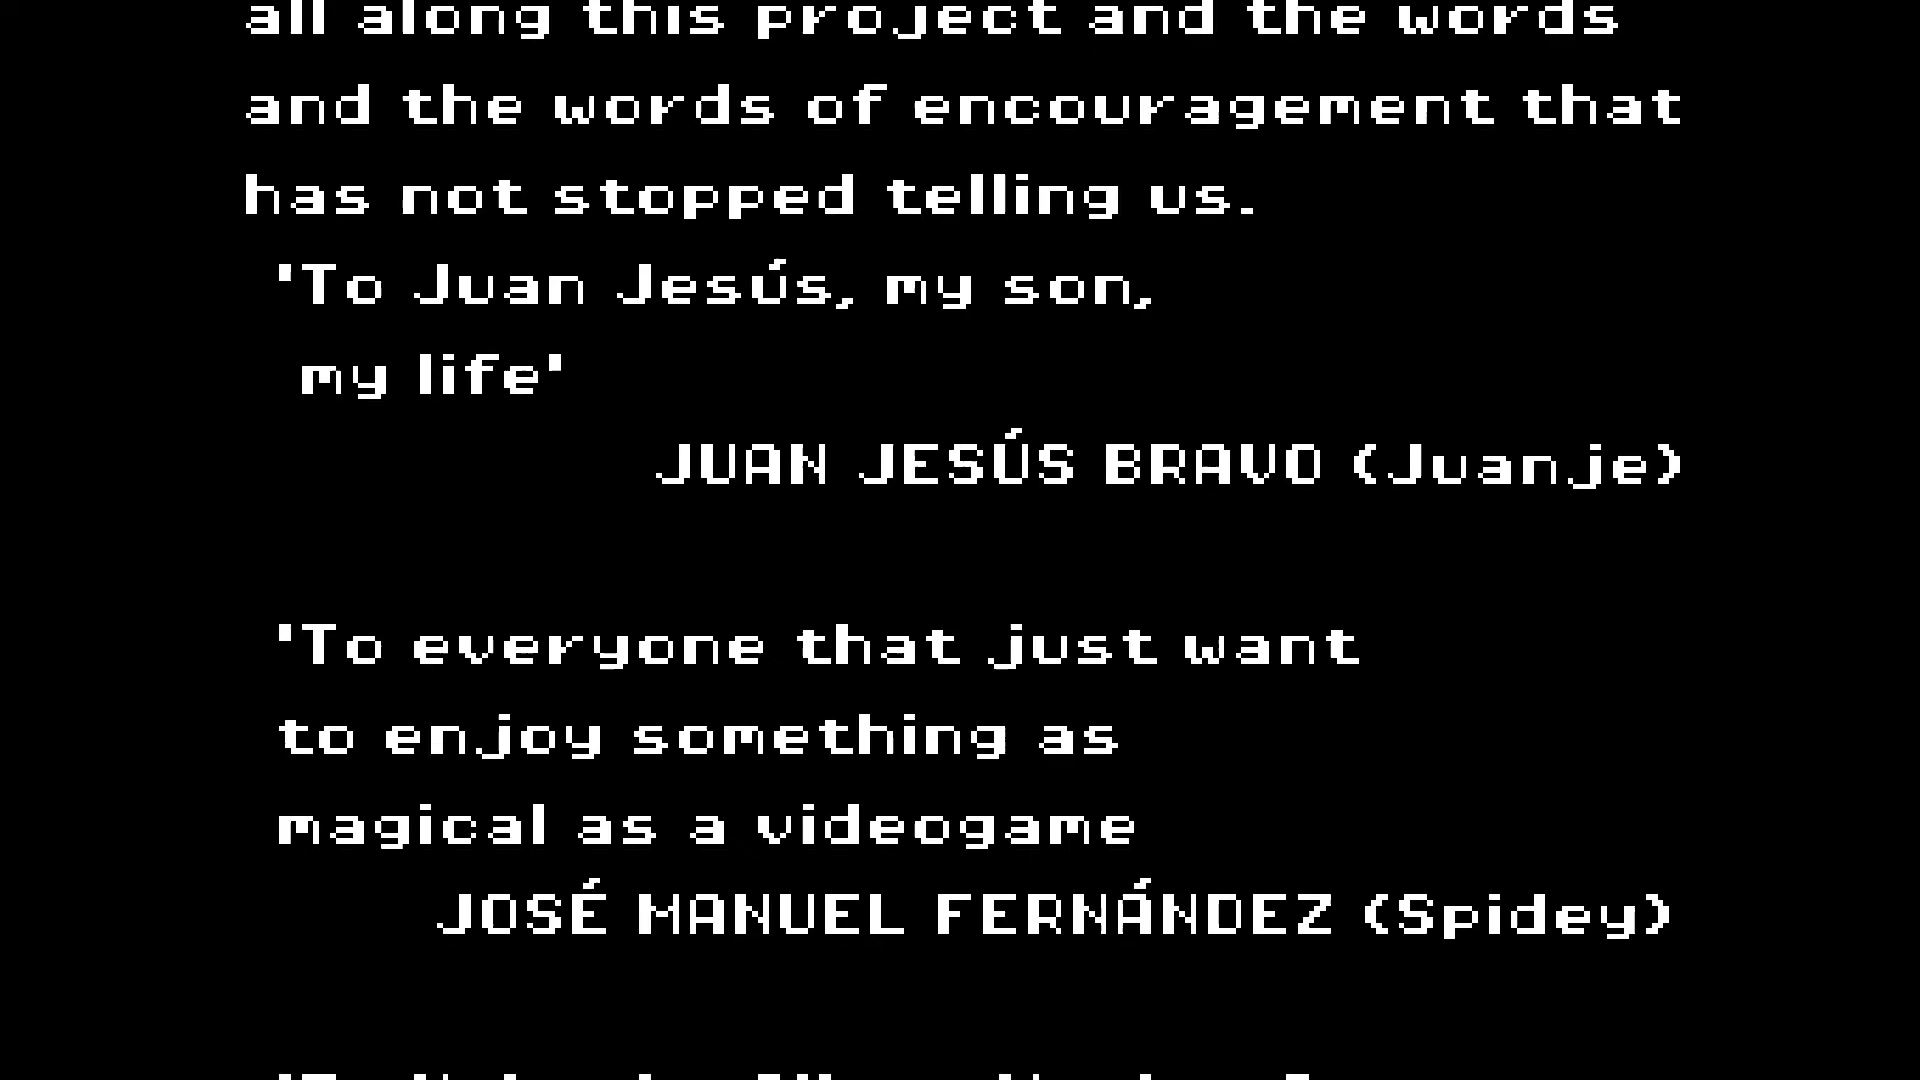 all along this project and the words
and the words of encouragement that
has not stopped telling us.
'To Juan Jesús, my son,
my life'
JUAN JESÚS BRAVO (Juanje)
'To everyone that just want
to enjoy something as
magical as a videogame
JOSÉ MANUEL FERNÁNDEZ (Spidey)